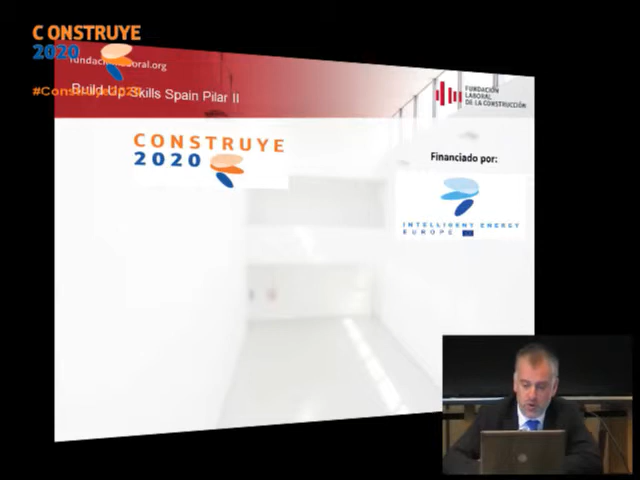 CONSTRUYE
2020
#Construye2020
fundacionlaboral.org
Build Up Skills Spain Pilar II
FUNDACIÓN
LABORAL
DE LA CONSTRUCCIÓN
CONSTRUYE
2020
Financiado por:
INTELLIGENT ENERGY
EUROPE